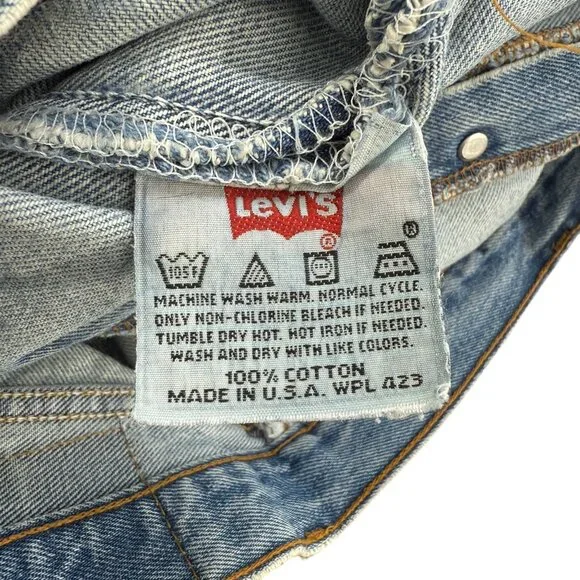 Levi's
®
®
105F
MACHINE WASH WARM. NORMAL CYCLE.
ONLY NON-CHLORINE BLEACH IF NEEDED.
TUMBLE DRY HOT. HOT IRON IF NEEDED.
WASH AND DRY WITH LIKE COLORS.
100% COTTON
MADE IN U.S.A. WPL 423